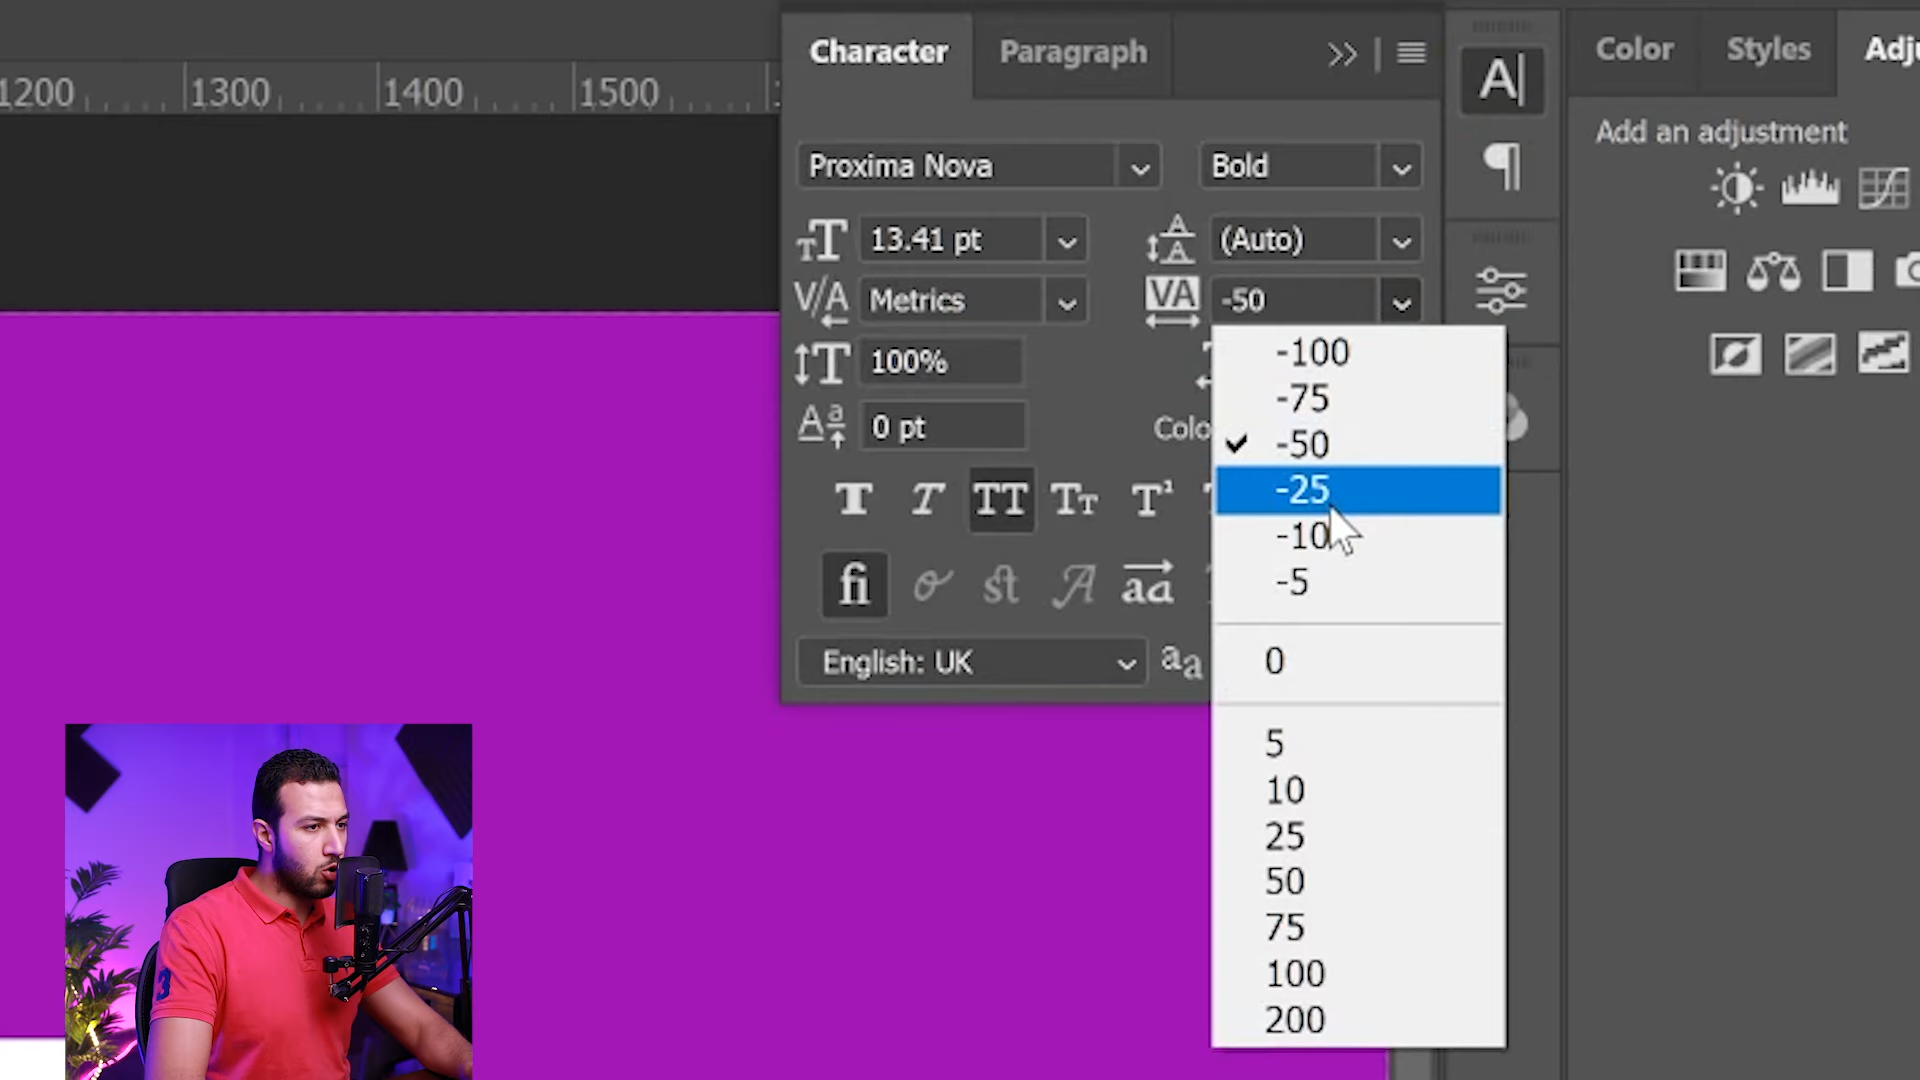 Character Paragraph
Color Styles Adju
1200 1300 1400 1500
Add an adjustment
Proxima Nova Bold
13.41 pt (Auto)
Metrics -50
100%
0 pt Colo
English: UK
-100
-75
-50
-25
-10
-5
0
5
10
25
50
75
100
200